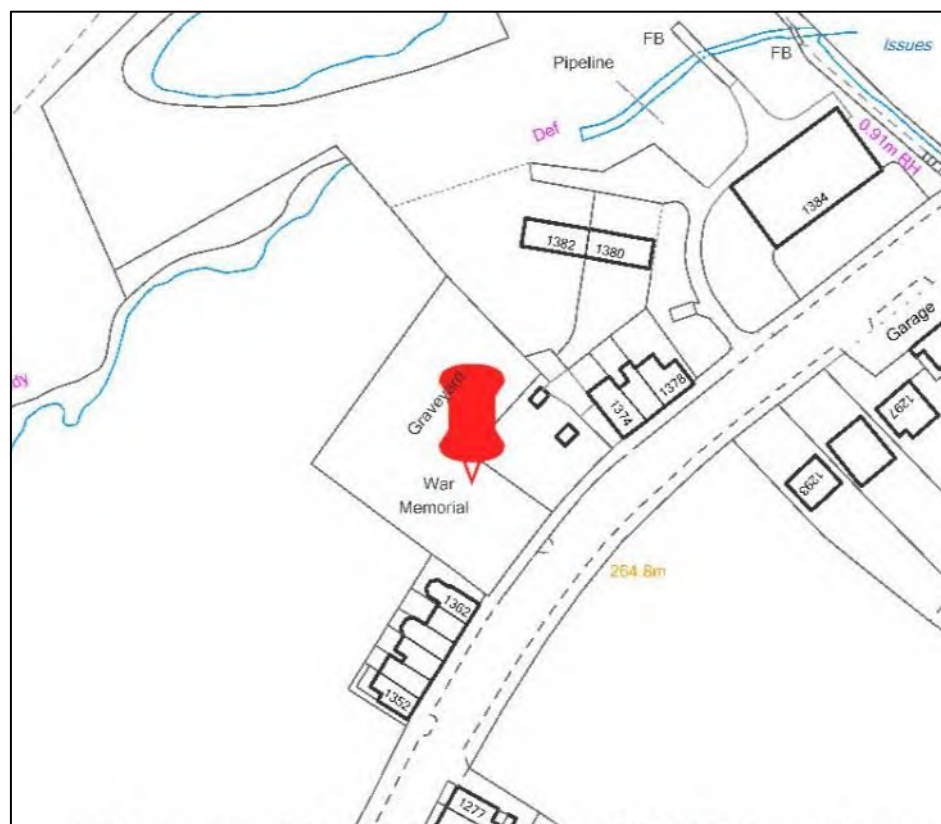 FB
Issues
FB
Pipeline
Def
0.91m RH
1384
1382
1380
Garage
1378
1374
1297
dy
Graveyard
War
Memorial
1293
264.8m
1362
1352
1277